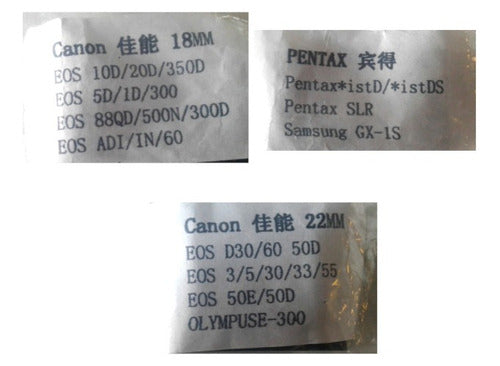 Canon 佳能 18MM
EOS 10D/20D/350D
EOS 5D/1D/300
EOS 88QD/500N/300D
EOS ADI/IN/60
PENTAX 宾得
Pentax*istD/*istDS
Pentax SLR
Samsung GX-1S
Canon 佳能 22MM
EOS D30/60 50D
EOS 3/5/30/33/55
EOS 50E/50D
OLYMPUSE-300